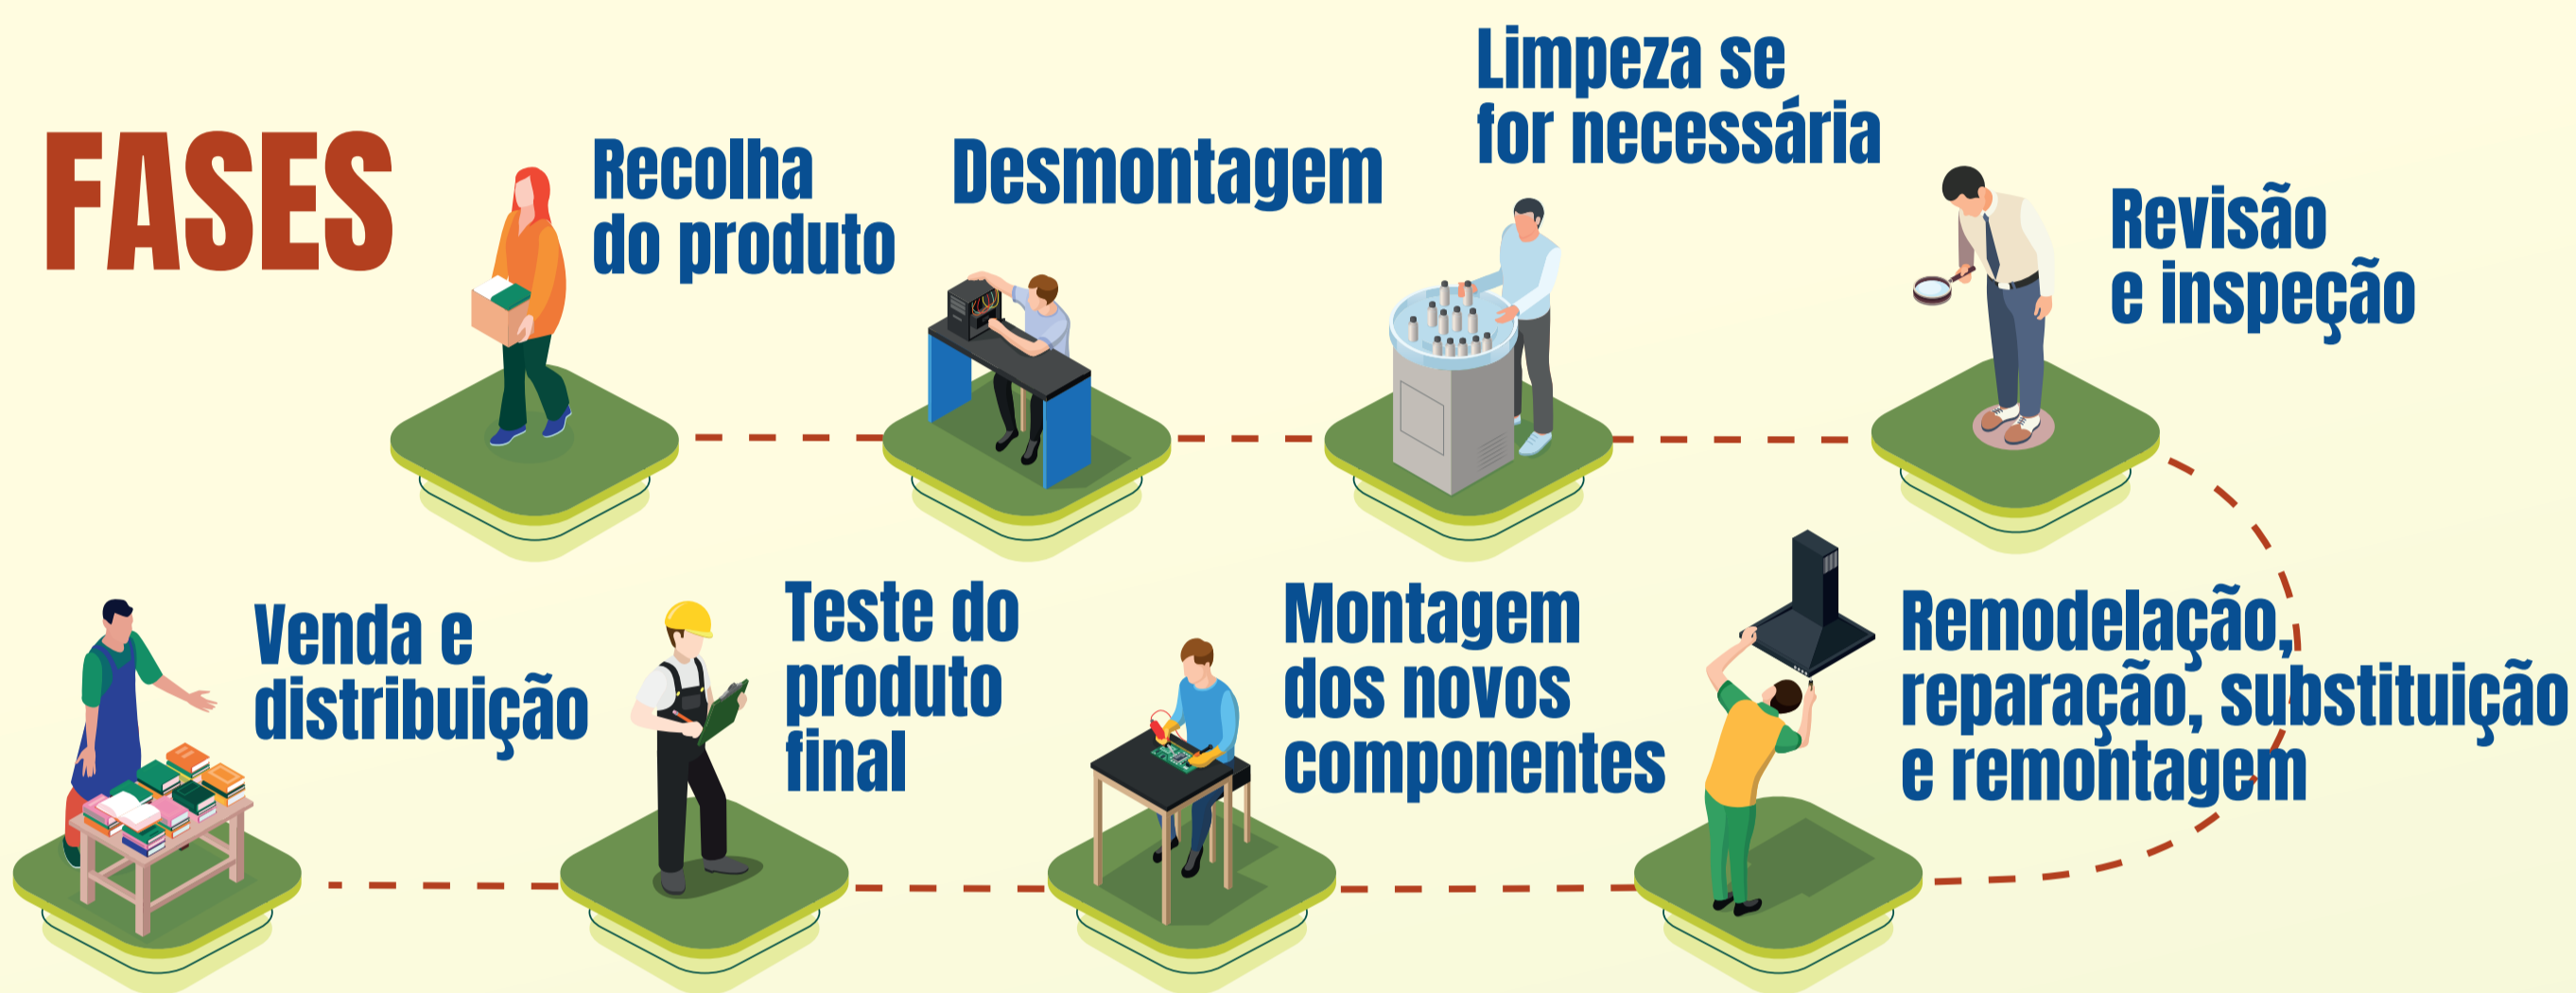 FASES
Recolha
do produto
Desmontagem
Limpeza se
for necessária
Revisão
e inspeção
Remodelação,
reparação, substituição
e remontagem
Montagem
dos novos
componentes
Teste do
produto
final
Venda e
distribuição